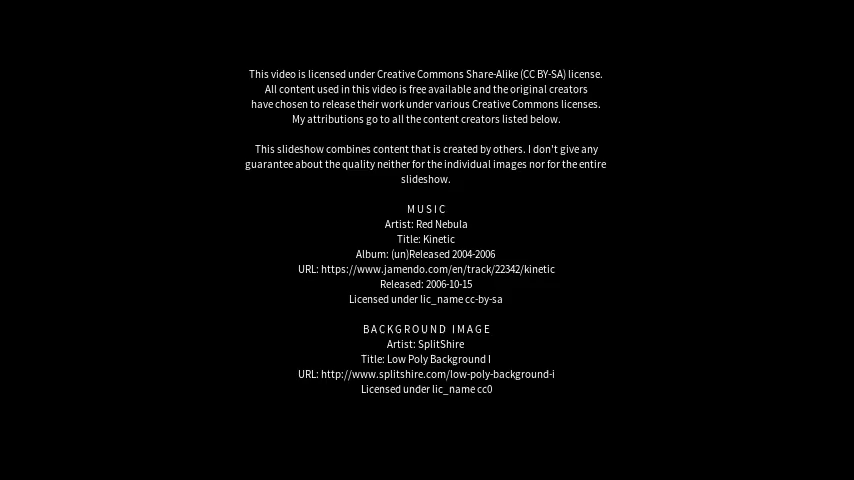 This video is licensed under Creative Commons Share-Alike (CC BY-SA) license.
All content used in this video is free available and the original creators
have chosen to release their work under various Creative Commons licenses.
My attributions go to all the content creators listed below.
This slideshow combines content that is created by others. I don't give any
guarantee about the quality neither for the individual images nor for the entire
slideshow.
MUSIC
Artist: Red Nebula
Title: Kinetic
Album: (un)Released 2004-2006
URL: https://www.jamendo.com/en/track/22342/kinetic
Released: 2006-10-15
Licensed under lic_name cc-by-sa
BACKGROUND IMAGE
Artist: SplitShire
Title: Low Poly Background I
URL: http://www.splitshire.com/low-poly-background-i
Licensed under lic_name cc0